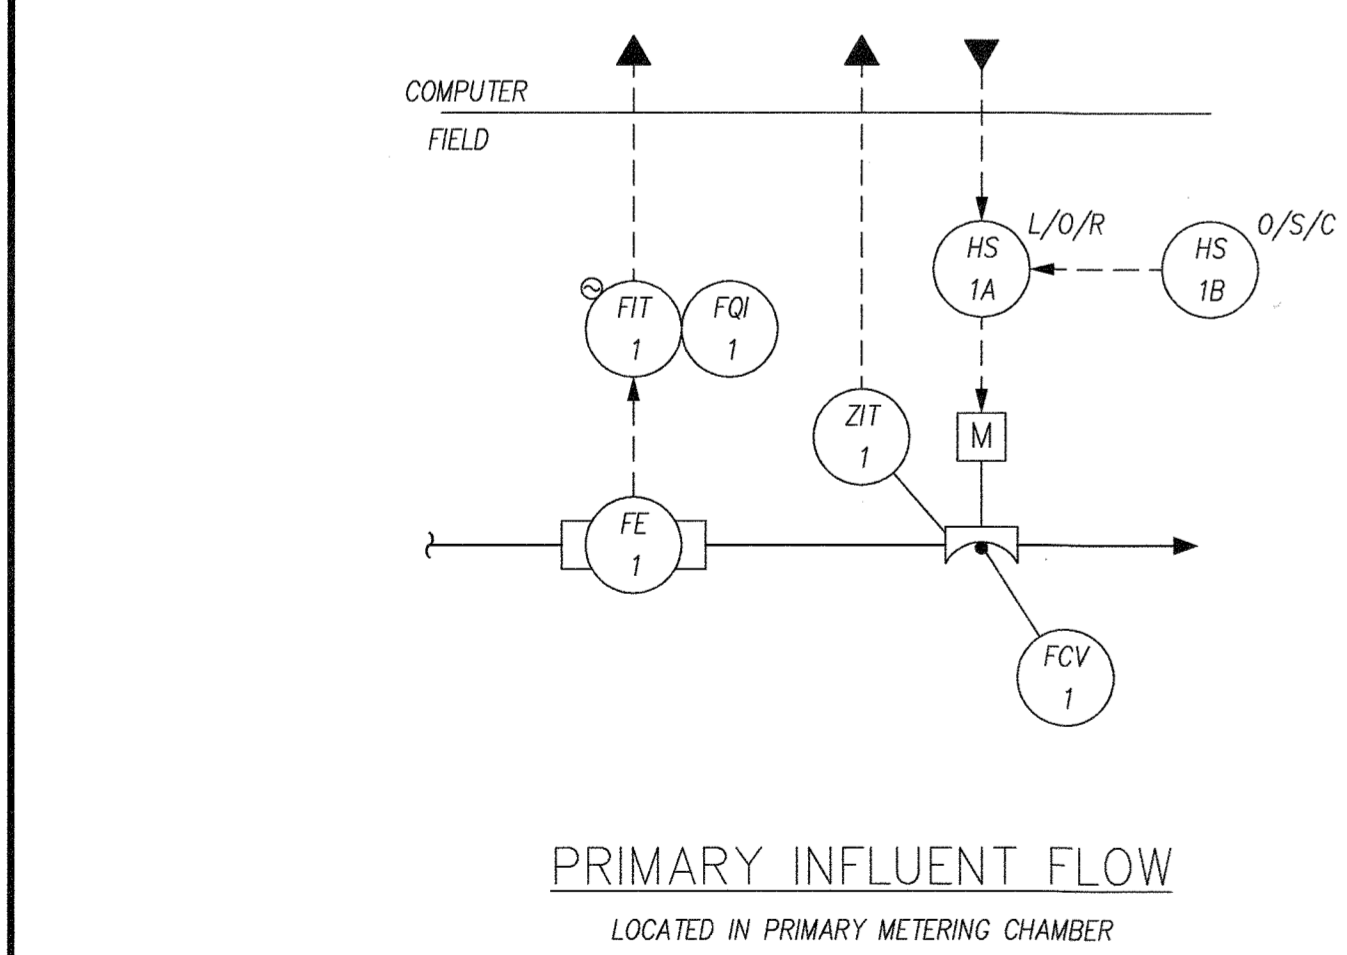 COMPUTER
FIELD
L/O/R
O/S/C
HS
1A
HS
1B
FIT
1
FQI
1
ZIT
1
M
FE
1
FCV
1
PRIMARY INFLUENT FLOW
LOCATED IN PRIMARY METERING CHAMBER